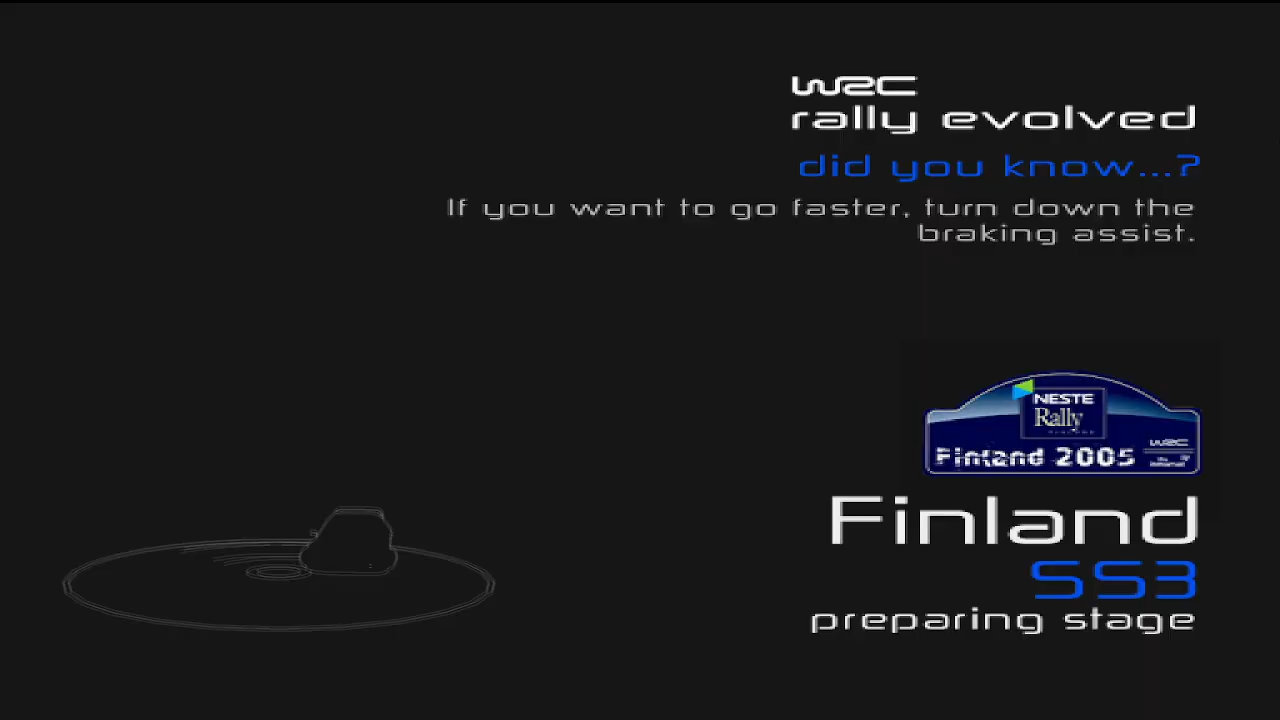 WRC
rally evolved
did you know...?
If you want to go faster, turn down the
braking assist.
NESTE
Rally
Finland 2005
WRC
Finland
SS3
preparing stage